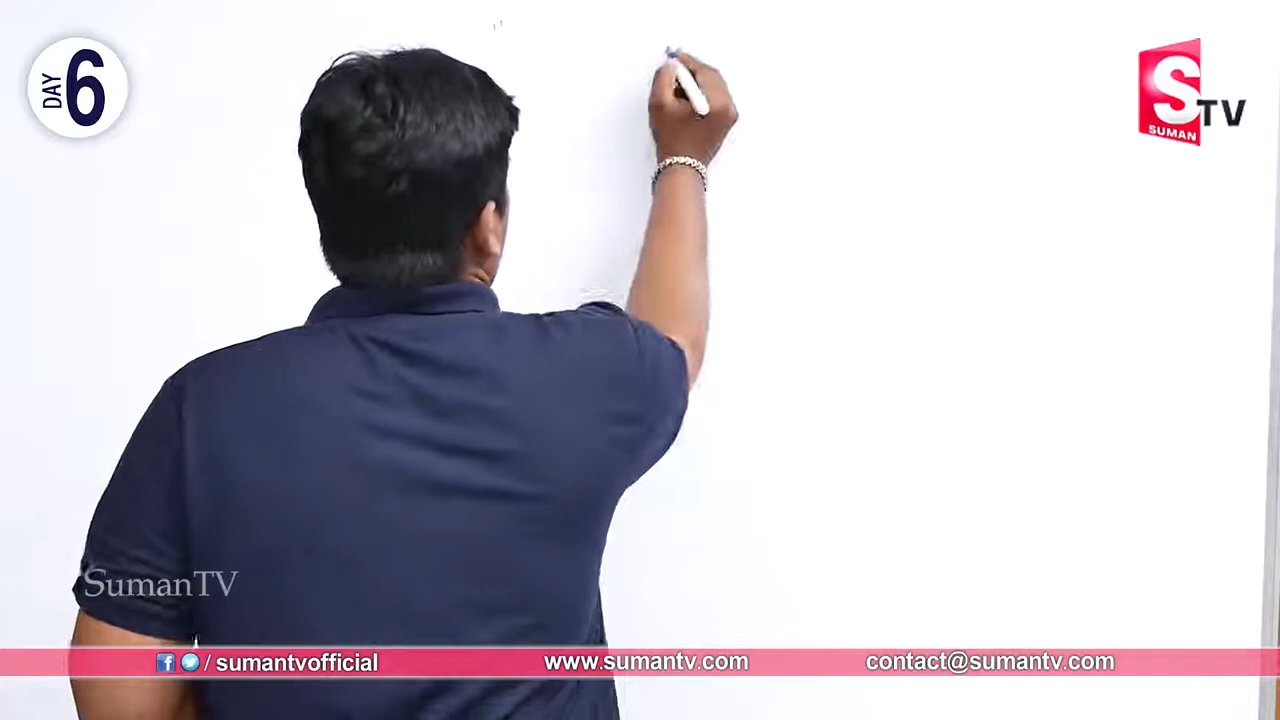 DAY 6
S TV
SUMAN
SumanTV
/ sumantvofficial
www.sumantv.com
contact@sumantv.com